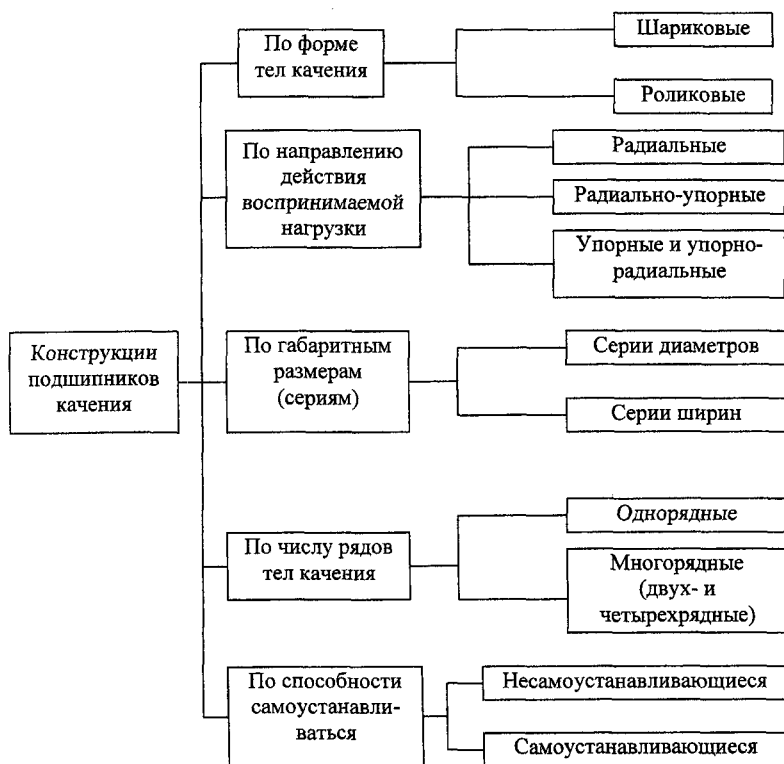 Конструкции
подшипников
качения
По форме
тел качения
Шариковые
Роликовые
По направлению
действия
воспринимаемой
нагрузки
Радиальные
Радиально-упорные
Упорные и упорно-
радиальные
По габаритным
размерам
(сериям)
Серии диаметров
Серии ширин
По числу рядов
тел качения
Однорядные
Многорядные
(двух- и
четырехрядные)
По способности
самоустанавли-
ваться
Несамоустанавливающиеся
Самоустанавливающиеся